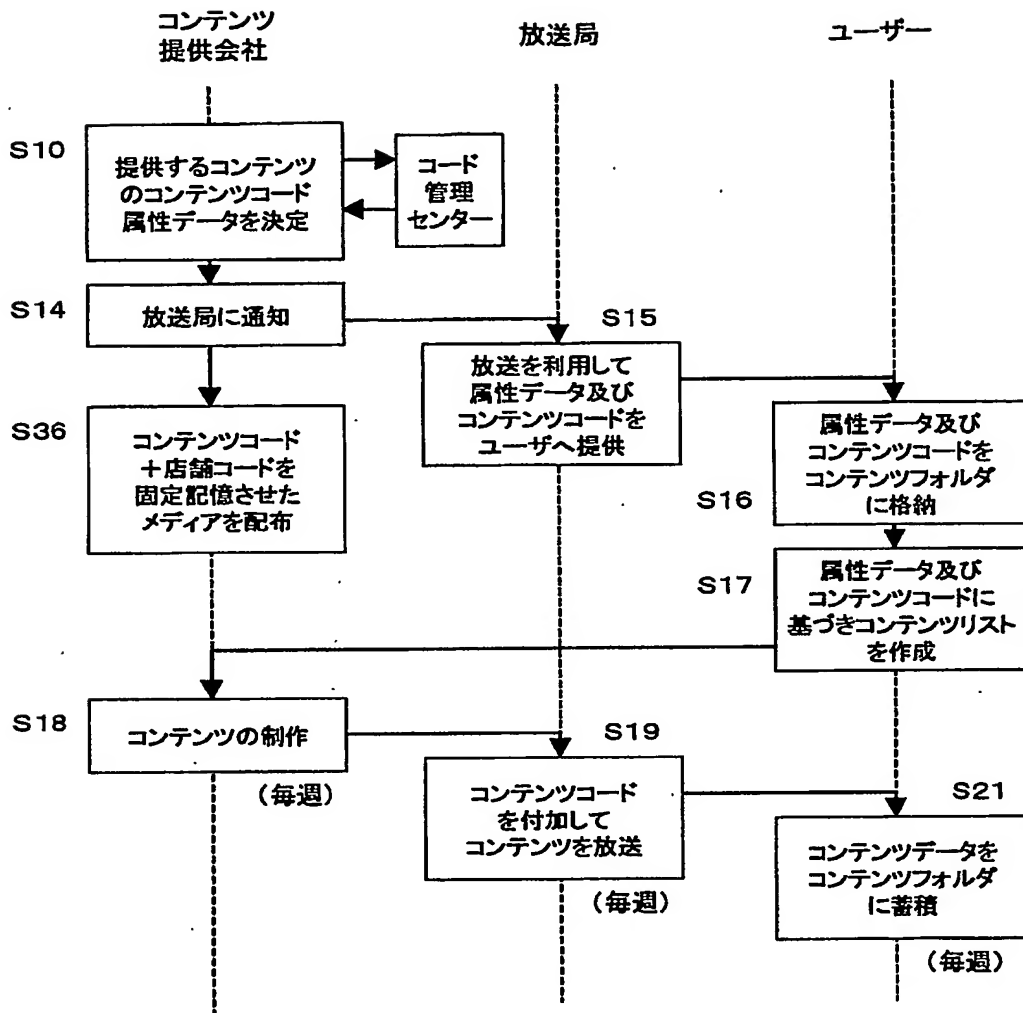 コンテンツ
提供会社
放送局
ユーザー
S10
提供するコンテンツ
のコンテンツコード
属性データを決定
コード
管理
センター
S14
放送局に通知
S15
放送を利用して
属性データ及び
コンテンツコードを
ユーザへ提供
S36
コンテンツコード
+店舗コードを
固定記憶させた
メディアを配布
S16
属性データ及び
コンテンツコードを
コンテンツフォルダ
に格納
S17
属性データ及び
コンテンツコードに
基づきコンテンツリスト
を作成
S18
コンテンツの制作
(毎週)
S19
コンテンツコード
を付加して
コンテンツを放送
(毎週)
S21
コンテンツデータを
コンテンツフォルダ
に蓄積
(毎週)